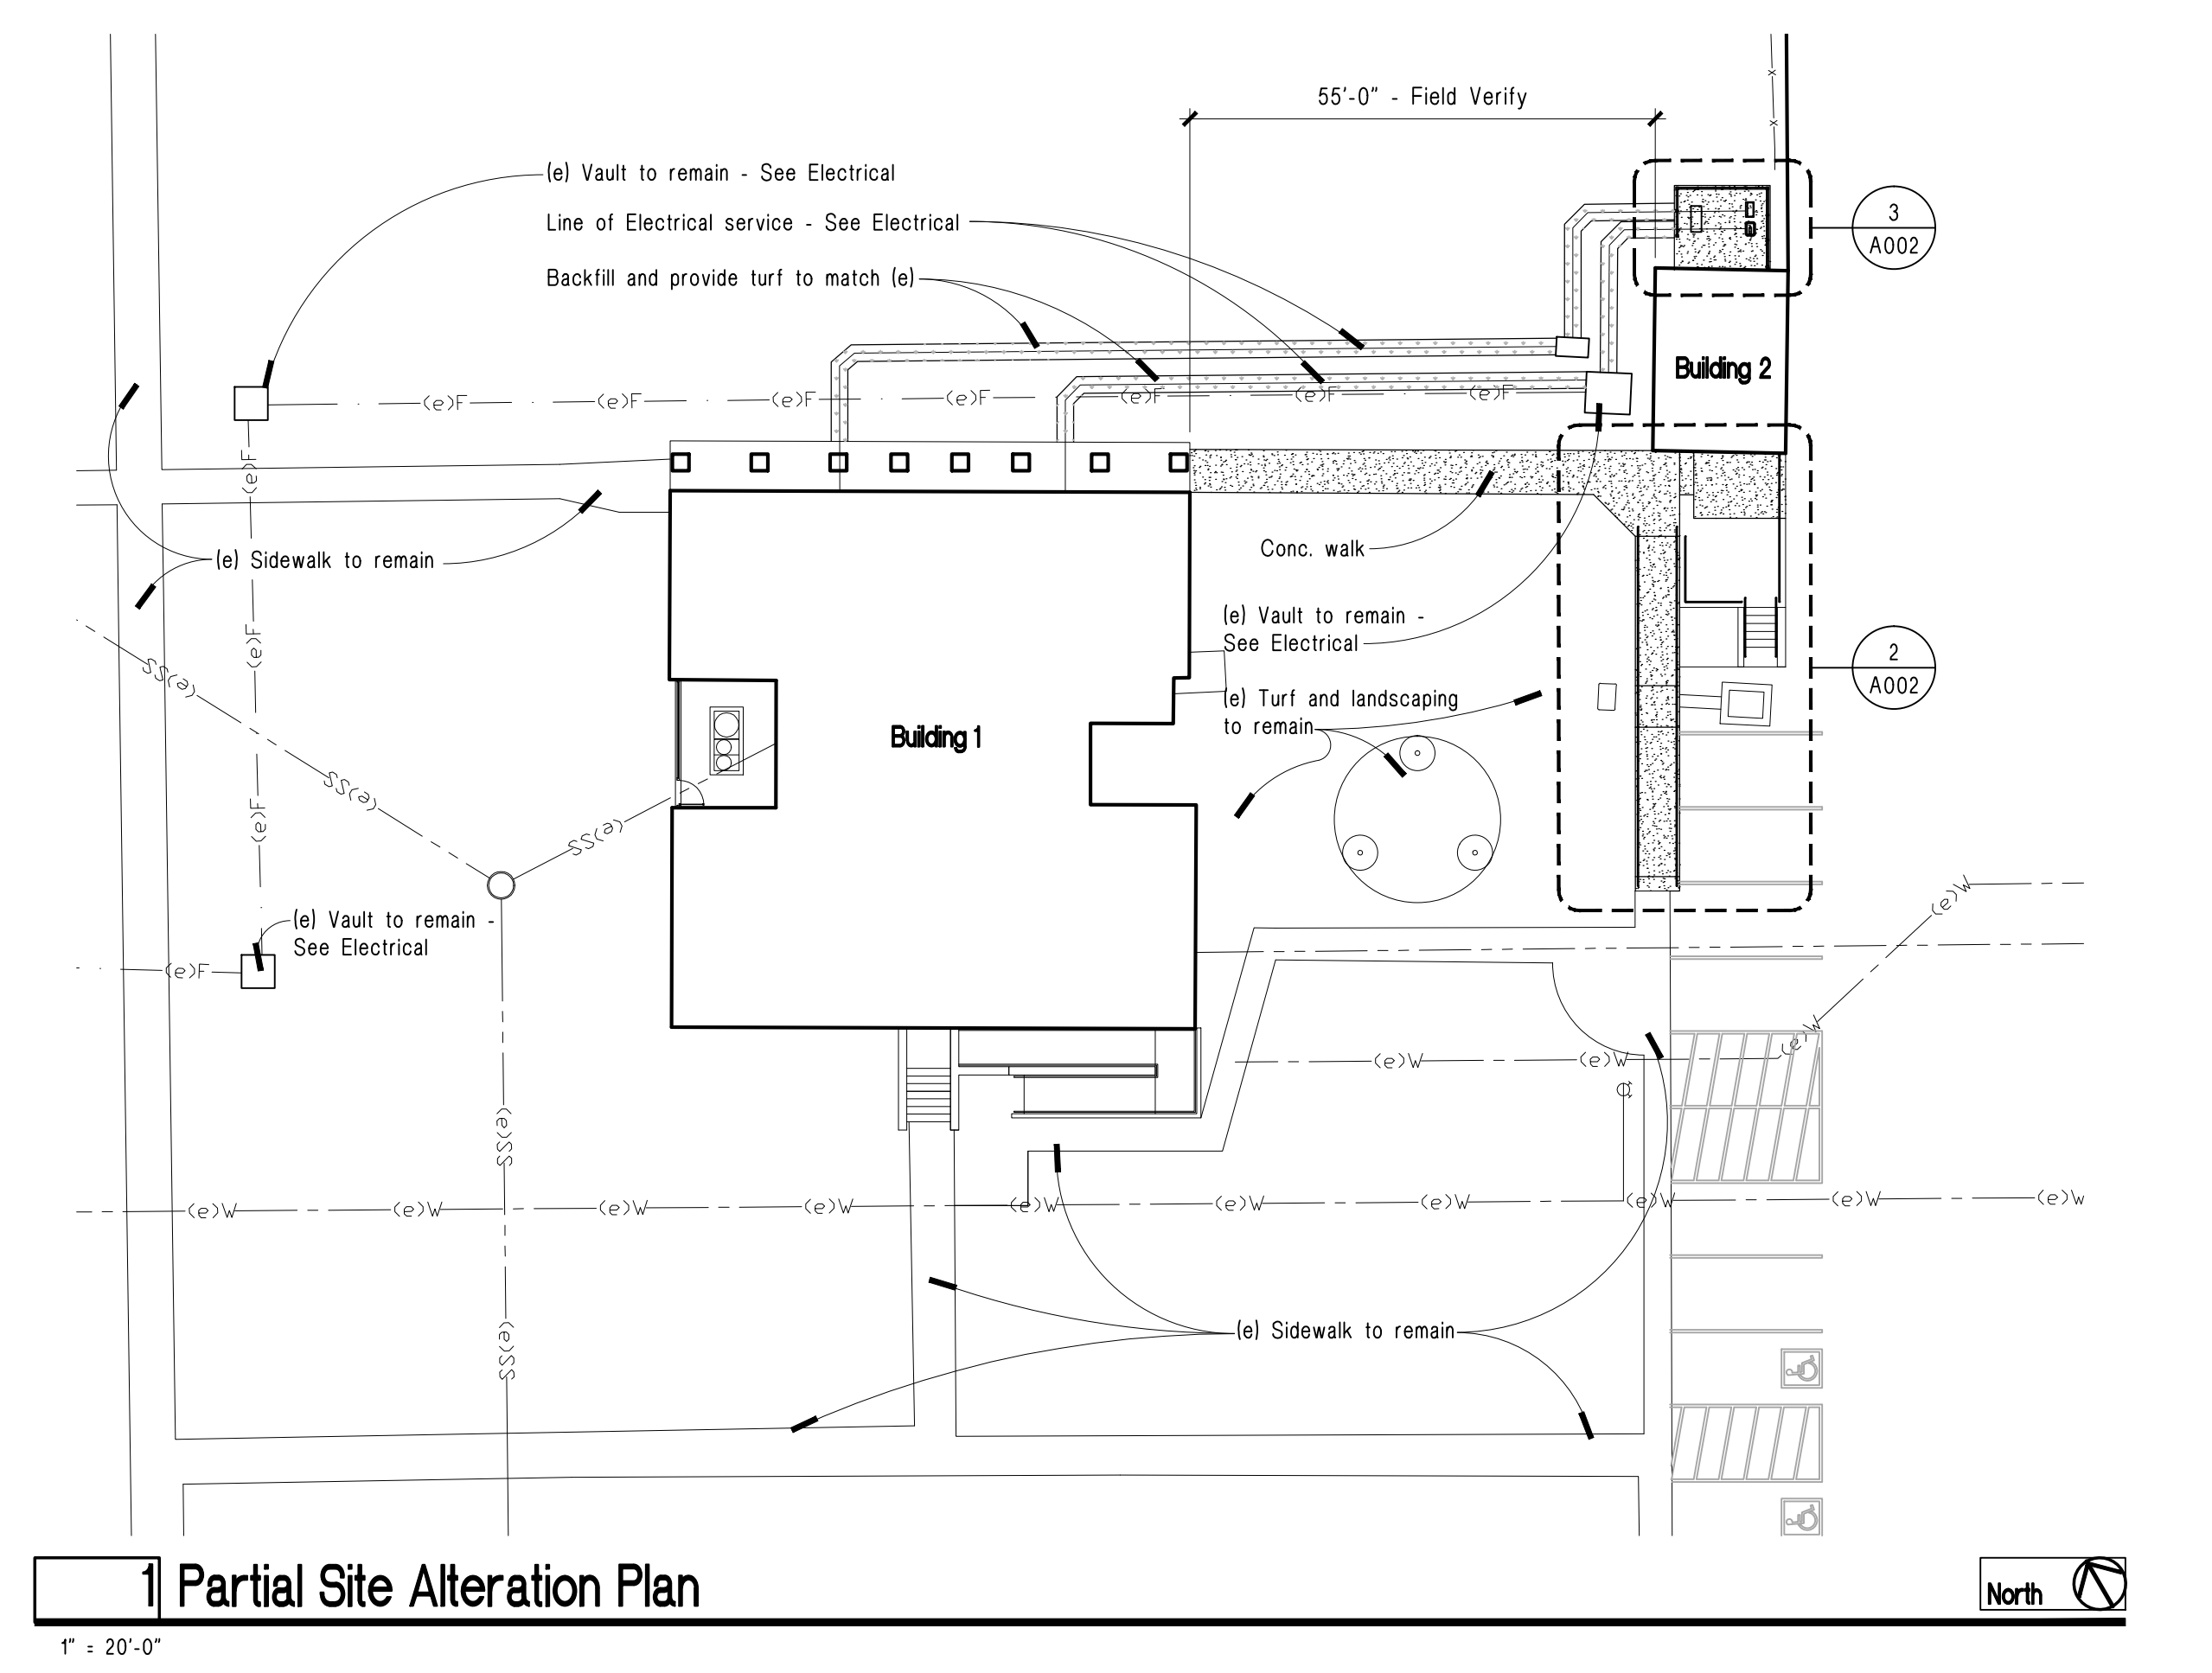 55'-0" - Field Verify
(e) Vault to remain - See Electrical
Line of Electrical service - See Electrical
Backfill and provide turf to match (e)
3
A002
Building 2
(e)F
(e)F
(e)F
(e)F
(e)F
(e)F
(e)F
(e)F
(e)F
(e)F
(e) Sidewalk to remain
Conc. walk
(e) Vault to remain -
See Electrical
2
A002
(e) Turf and landscaping
to remain
SS(a)
SS(a)
SS(a)
Building 1
(e) Vault to remain -
See Electrical
(e)F
(e)W
(e)W
(e)W
(e)W
SS(a)
(e)W
(e)W
(e)W
(e)W
(e)W
(e)W
(e)W
(e)W
(e)W
(e)W
SS(a)
(e) Sidewalk to remain
1 Partial Site Alteration Plan
North
1" = 20'-0"